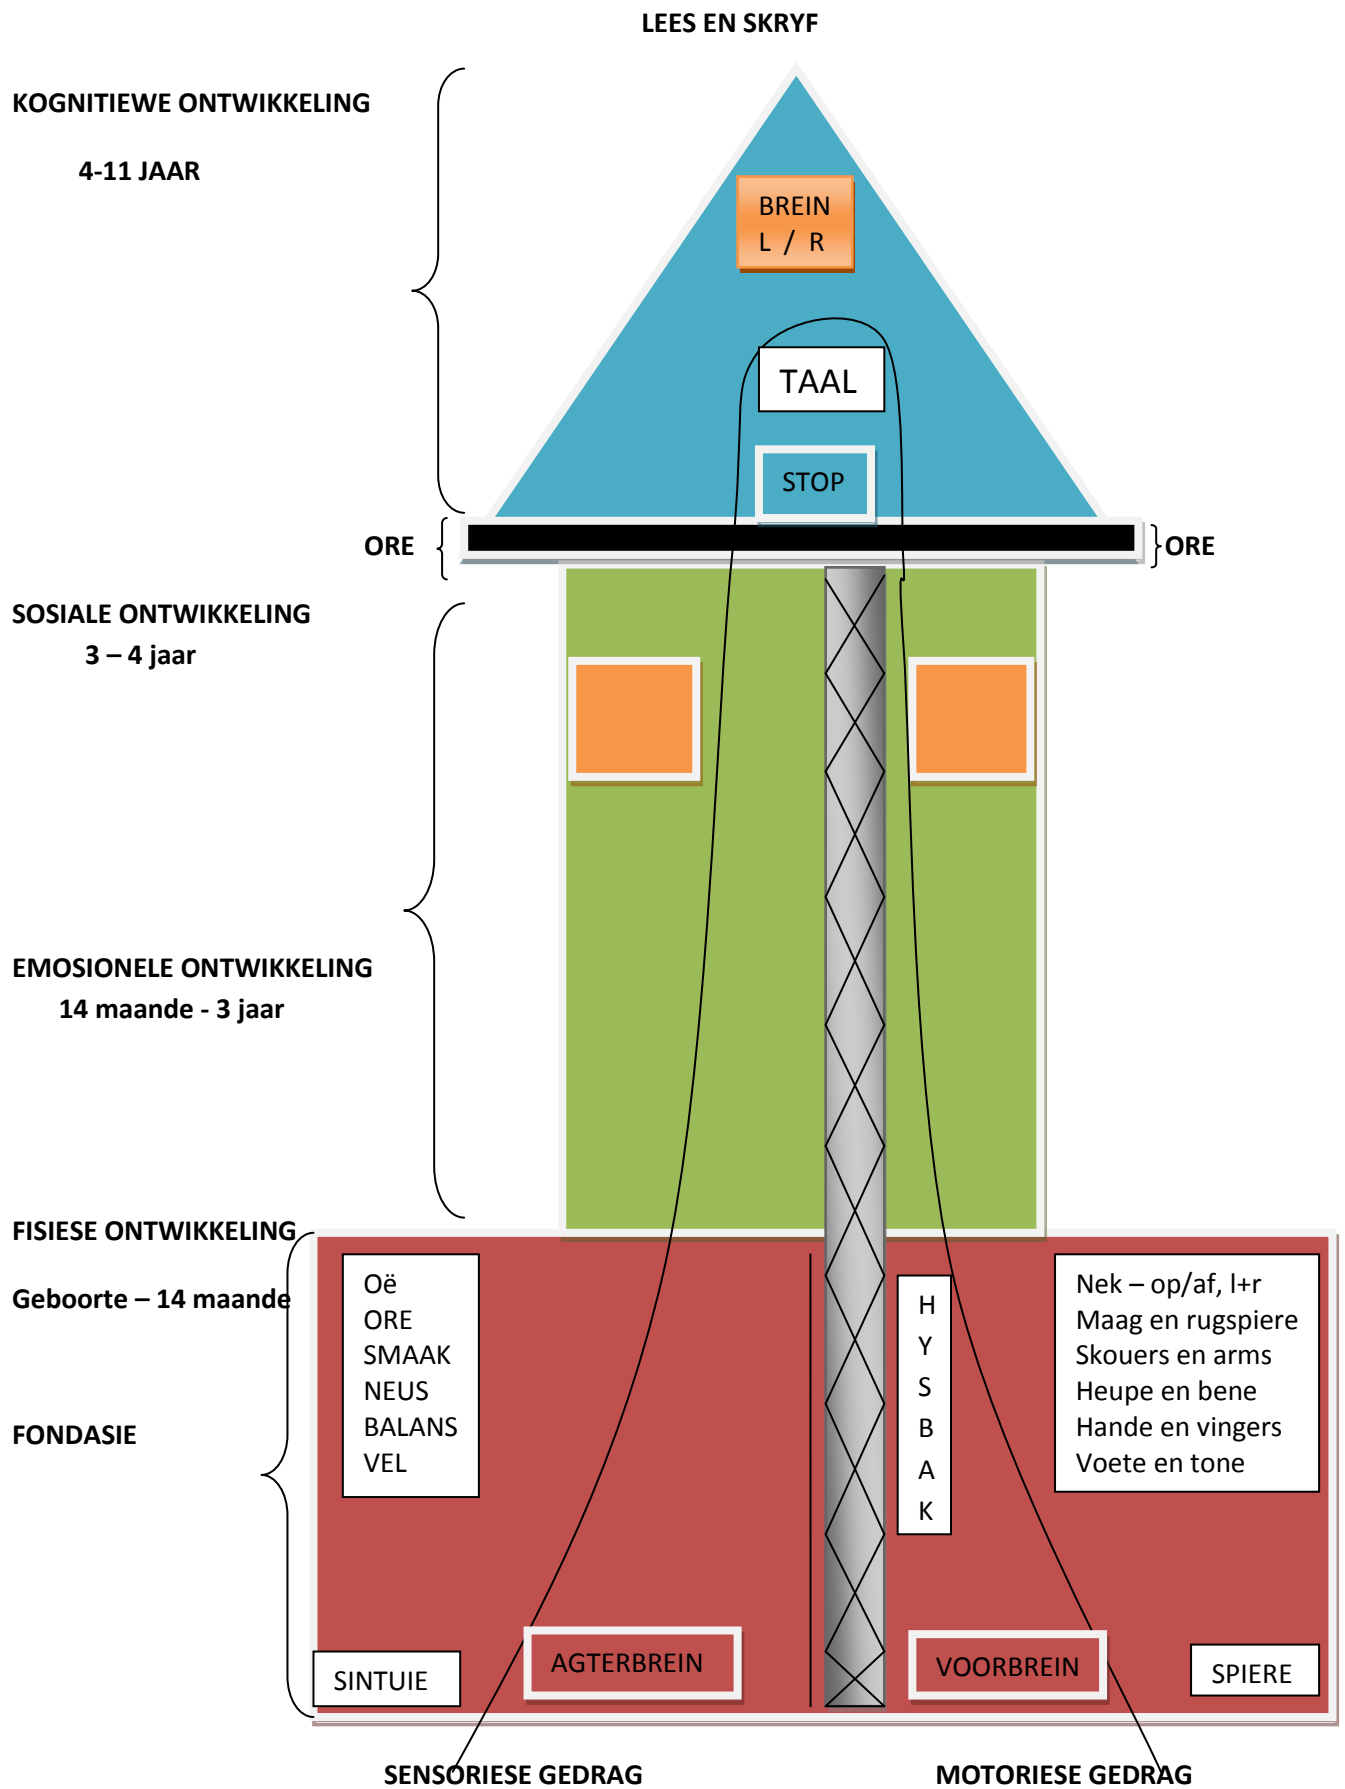 LEES EN SKRYF
KOGNITIEWE ONTWIKKELING
4-11 JAAR
BREIN
L / R
TAAL
STOP
ORE
ORE
SOSIALE ONTWIKKELING
3 – 4 jaar
EMOSIONELE ONTWIKKELING
14 maande - 3 jaar
FISIESE ONTWIKKELING
Geboorte – 14 maande
FONDASIE
Oë
ORE
SMAAK
NEUS
BALANS
VEL
H
Y
S
B
A
K
Nek – op/af, l+r
Maag en rugspiere
Skouers en arms
Heupe en bene
Hande en vingers
Voete en tone
SINTUIE
AGTERBREIN
VOORBREIN
SPIERE
SENSORIESE GEDRAG
MOTORIESE GEDRAG